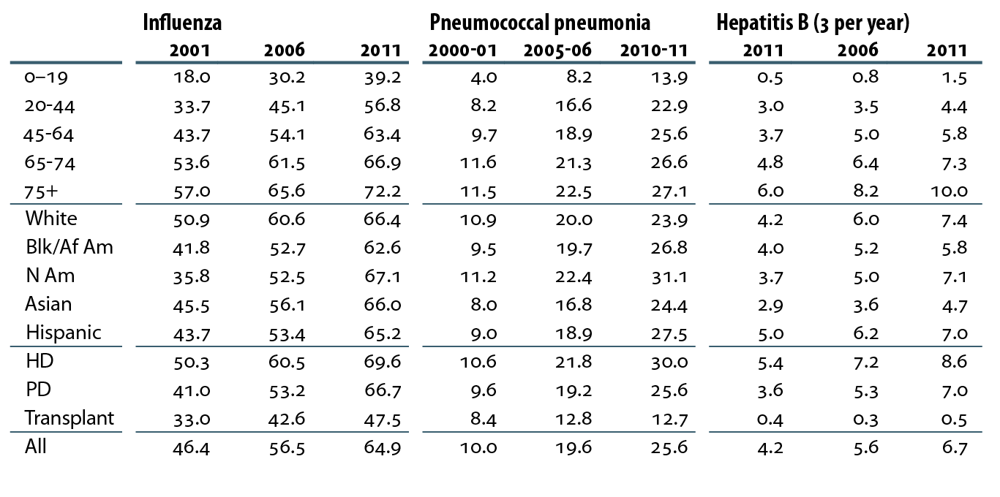 Influenza Pneumococcal pneumonia Hepatitis B (3 per year)
2001 2006 2011 2000-01 2005-06 2010-11 2011 2006 2011
0–19 18.0 30.2 39.2 4.0 8.2 13.9 0.5 0.8 1.5
20-44 33.7 45.1 56.8 8.2 16.6 22.9 3.0 3.5 4.4
45-64 43.7 54.1 63.4 9.7 18.9 25.6 3.7 5.0 5.8
65-74 53.6 61.5 66.9 11.6 21.3 26.6 4.8 6.4 7.3
75+ 57.0 65.6 72.2 11.5 22.5 27.1 6.0 8.2 10.0
White 50.9 60.6 66.4 10.9 20.0 23.9 4.2 6.0 7.4
Blk/Af Am 41.8 52.7 62.6 9.5 19.7 26.8 4.0 5.2 5.8
N Am 35.8 52.5 67.1 11.2 22.4 31.1 3.7 5.0 7.1
Asian 45.5 56.1 66.0 8.0 16.8 24.4 2.9 3.6 4.7
Hispanic 43.7 53.4 65.2 9.0 18.9 27.5 5.0 6.2 7.0
HD 50.3 60.5 69.6 10.6 21.8 30.0 5.4 7.2 8.6
PD 41.0 53.2 66.7 9.6 19.2 25.6 3.6 5.3 7.0
Transplant 33.0 42.6 47.5 8.4 12.8 12.7 0.4 0.3 0.5
All 46.4 56.5 64.9 10.0 19.6 25.6 4.2 5.6 6.7